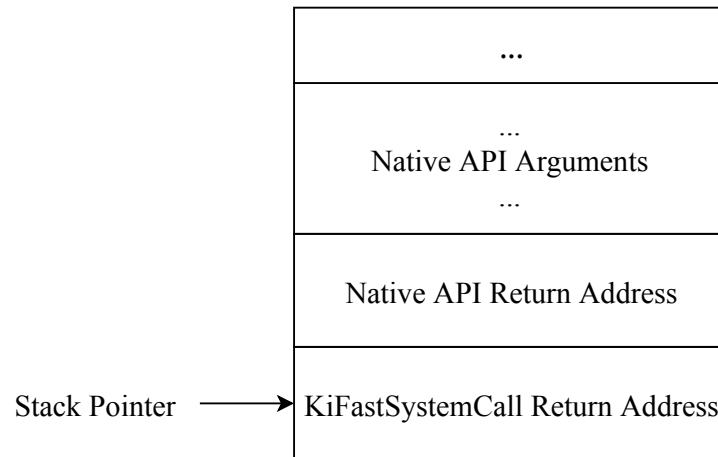 ...
...
Native API Arguments
...
Native API Return Address
Stack Pointer
KiFastSystemCall Return Address